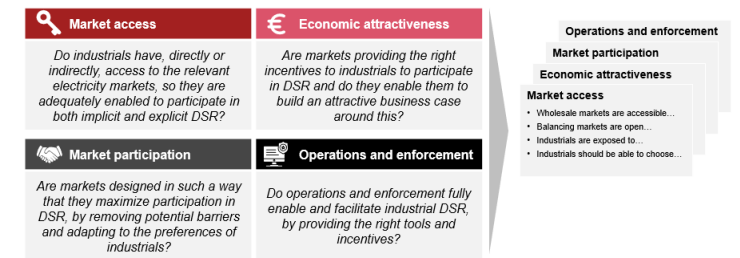 Market access
Do industrials have, directly or
indirectly, access to the relevant
electricity markets, so they are
adequately enabled to participate in
both implicit and explicit DSR?
€ Economic attractiveness
Are markets providing the right
incentives to industrials to participate
in DSR and do they enable them to
build an attractive business case
around this?
Market participation
Are markets designed in such a way
that they maximize participation in
DSR, by removing potential barriers
and adapting to the preferences of
industrials?
Operations and enforcement
Do operations and enforcement fully
enable and facilitate industrial DSR,
by providing the right tools and
incentives?
Operations and enforcement
Market participation
Economic attractiveness
Market access
• Wholesale markets are accessible…
• Balancing markets are open…
• Industrials are exposed to…
• Industrials should be able to choose…